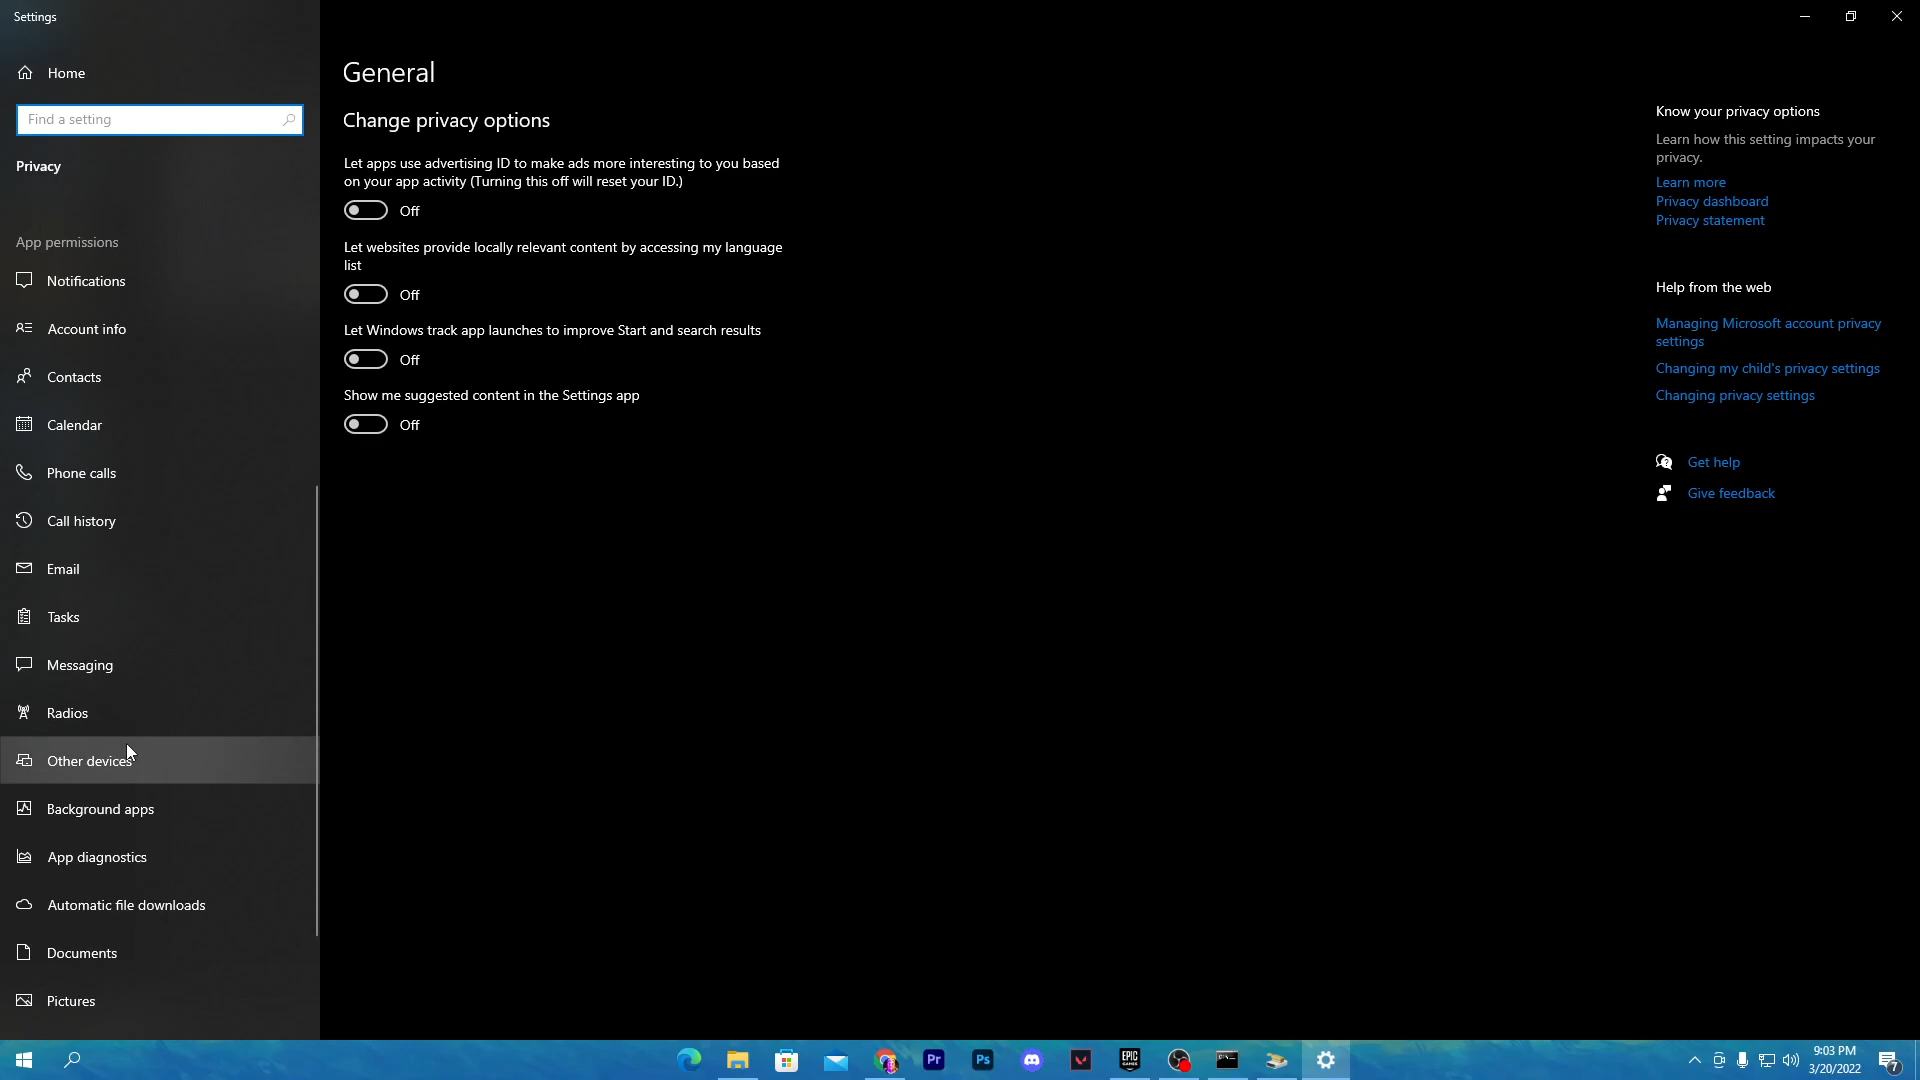 Settings
Home
Find a setting
Privacy
App permissions
Notifications
Account info
Contacts
Calendar
Phone calls
Call history
Email
Tasks
Messaging
Radios
Other devices
Background apps
App diagnostics
Automatic file downloads
Documents
Pictures
General
Change privacy options
Let apps use advertising ID to make ads more interesting to you based
on your app activity (Turning this off will reset your ID.)
Off
Let websites provide locally relevant content by accessing my language
list
Off
Let Windows track app launches to improve Start and search results
Off
Show me suggested content in the Settings app
Off
Know your privacy options
Learn how this setting impacts your
privacy.
Learn more
Privacy dashboard
Privacy statement
Help from the web
Managing Microsoft account privacy
settings
Changing my child's privacy settings
Changing privacy settings
Get help
Give feedback
Pr
Ps
EPIC
GAMES
9:03 PM
3/20/2022
7